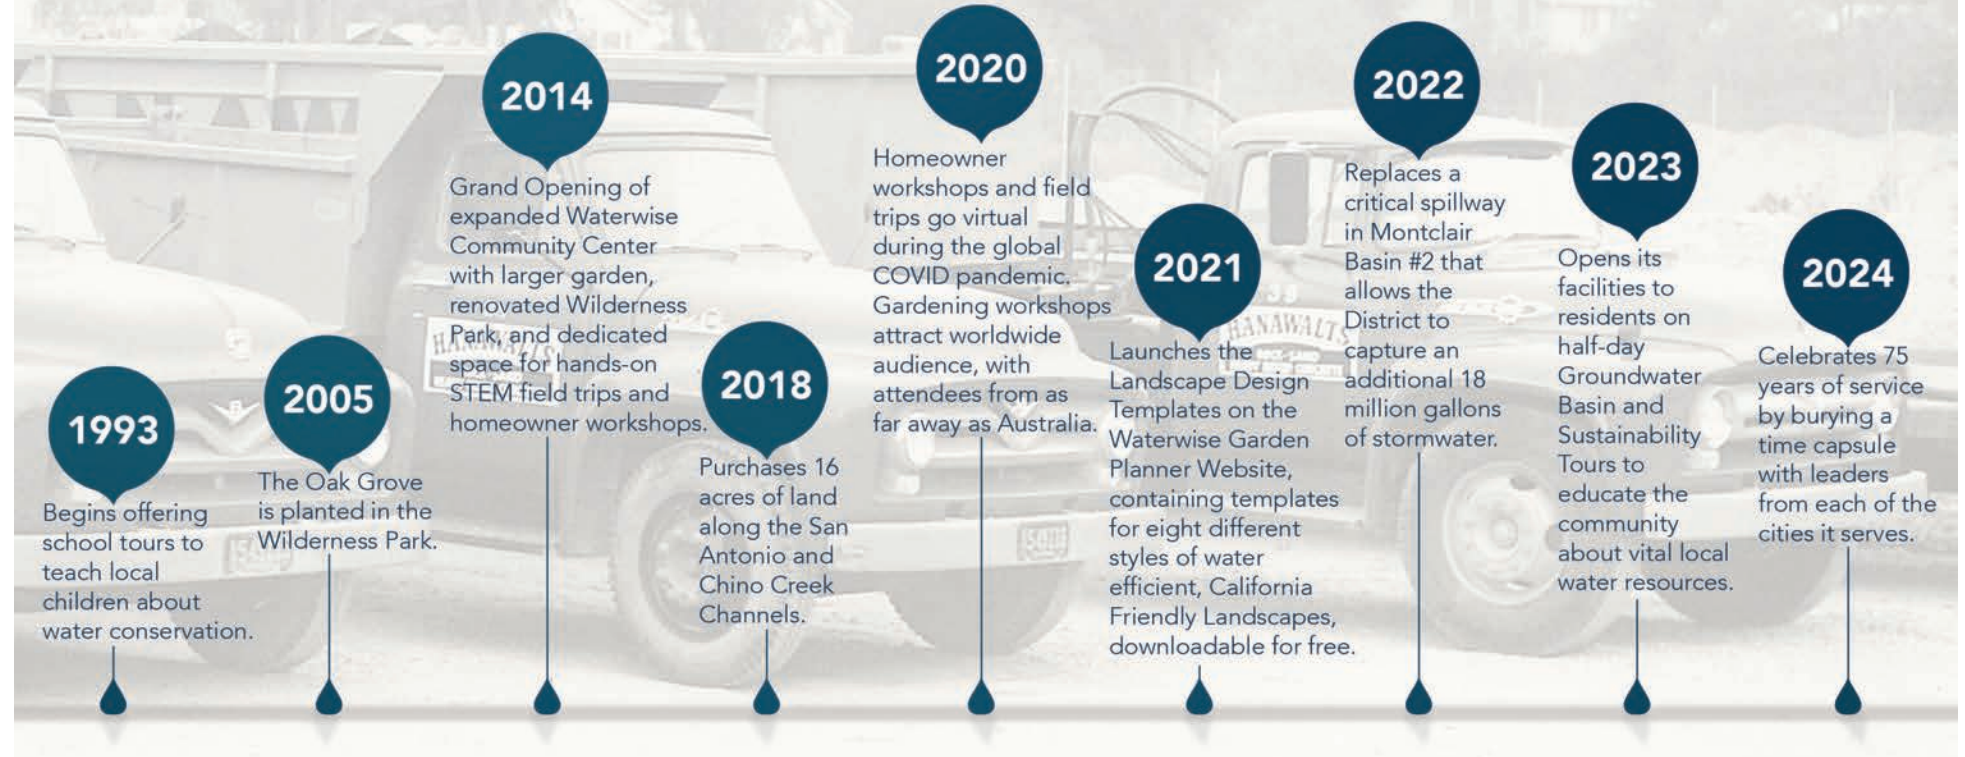 1993
Begins offering
school tours to
teach local
children about
water conservation.
2005
The Oak Grove
is planted in the
Wilderness Park.
2014
Grand Opening of
expanded Waterwise
Community Center
with larger garden,
renovated Wilderness
Park, and dedicated
space for hands-on
STEM field trips and
homeowner workshops.
2018
Purchases 16
acres of land
along the San
Antonio and
Chino Creek
Channels.
2020
Homeowner
workshops and field
trips go virtual
during the global
COVID pandemic.
Gardening workshops
attract worldwide
audience, with
attendees from as
far away as Australia.
2021
Launches the
Landscape Design
Templates on the
Waterwise Garden
Planner Website,
containing templates
for eight different
styles of water
efficient, California
Friendly Landscapes,
downloadable for free.
2022
Replaces a
critical spillway
in Montclair
Basin #2 that
allows the
District to
capture an
additional 18
million gallons
of stormwater.
2023
Opens its
facilities to
residents on
half-day
Groundwater
Basin and
Sustainability
Tours to
educate the
community
about vital local
water resources.
2024
Celebrates 75
years of service
by burying a
time capsule
with leaders
from each of the
cities it serves.
HANAWALTS